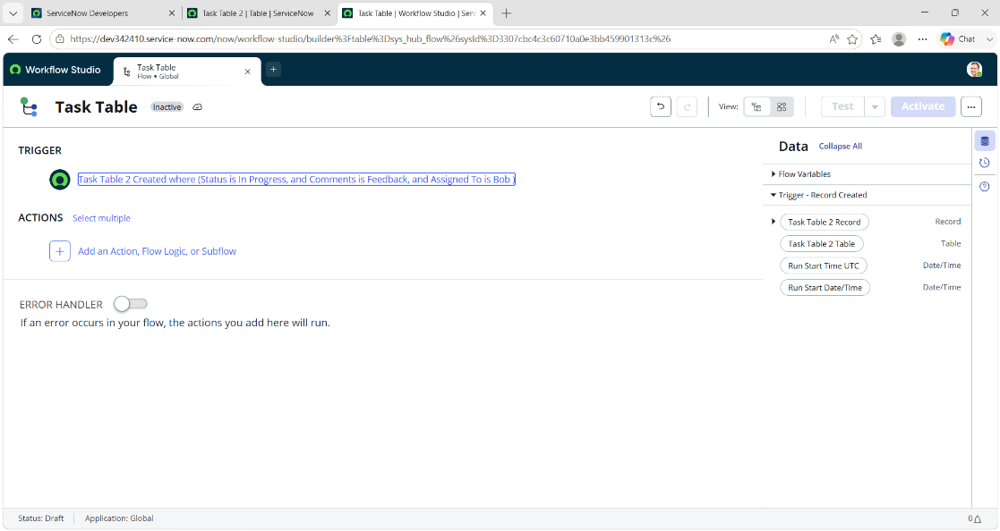 ServiceNow Developers
Task Table 2 | Table | ServiceNow
Task Table | Workflow Studio | Serv
https://dev342410.service-now.com/now/workflow-studio/builder%3Ftable%3Dsys_hub_flow%26sysId%3D3307cbc4c3c60710a0e3bb459901313c%26
Chat
Workflow Studio
Task Table
Flow • Global
Task Table
Inactive
View:
Test
Activate
TRIGGER
Task Table 2 Created where (Status is In Progress, and Comments is Feedback, and Assigned To is Bob )
ACTIONS Select multiple
Add an Action, Flow Logic, or Subflow
ERROR HANDLER
If an error occurs in your flow, the actions you add here will run.
Data Collapse All
Flow Variables
Trigger - Record Created
Task Table 2 Record Record
Task Table 2 Table Table
Run Start Time UTC Date/Time
Run Start Date/Time Date/Time
Status: Draft
Application: Global
0